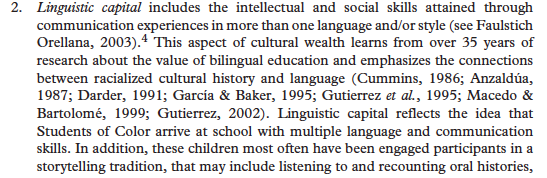 2. Linguistic capital includes the intellectual and social skills attained through
communication experiences in more than one language and/or style (see Faulstich
Orellana, 2003).4 This aspect of cultural wealth learns from over 35 years of
research about the value of bilingual education and emphasizes the connections
between racialized cultural history and language (Cummins, 1986; Anzaldúa,
1987; Darder, 1991; García & Baker, 1995; Gutierrez et al., 1995; Macedo &
Bartolomé, 1999; Gutierrez, 2002). Linguistic capital reflects the idea that
Students of Color arrive at school with multiple language and communication
skills. In addition, these children most often have been engaged participants in a
storytelling tradition, that may include listening to and recounting oral histories,